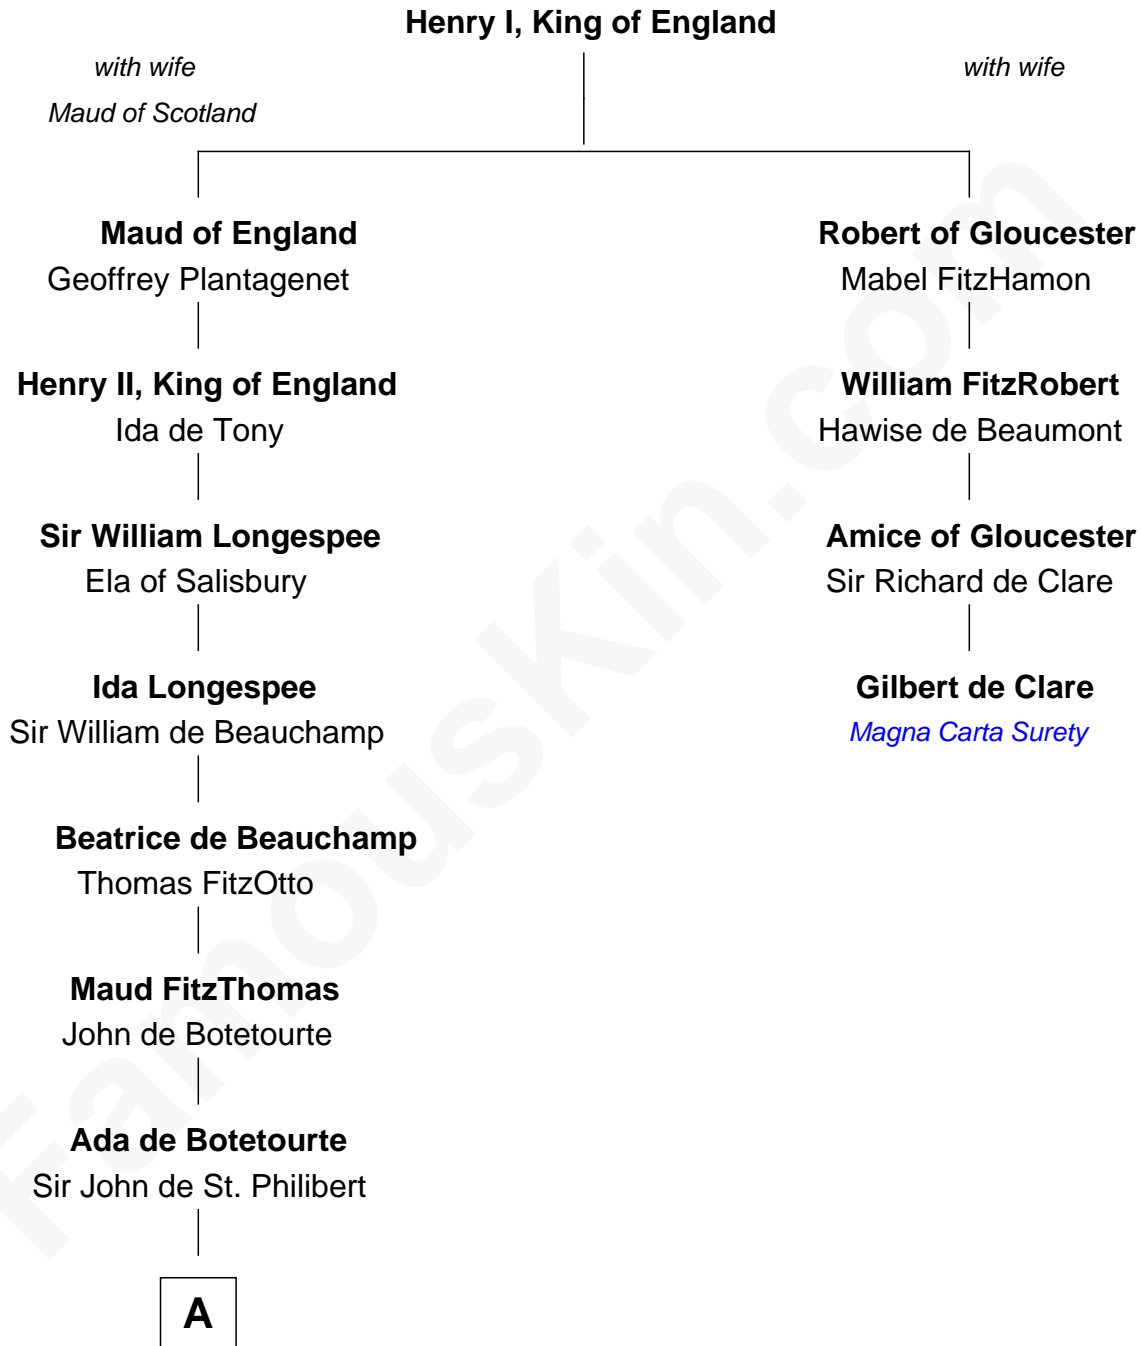 Henry I, King of England
with wife
Maud of Scotland
with wife
Maud of England
Geoffrey Plantagenet
Robert of Gloucester
Mabel FitzHamon
Henry II, King of England
Ida de Tony
William FitzRobert
Hawise de Beaumont
Sir William Longespee
Ela of Salisbury
Amice of Gloucester
Sir Richard de Clare
Ida Longespee
Sir William de Beauchamp
Gilbert de Clare
Magna Carta Surety
Beatrice de Beauchamp
Thomas FitzOtto
Maud FitzThomas
John de Botetourte
Ada de Botetourte
Sir John de St. Philibert
A
FamousKin.com